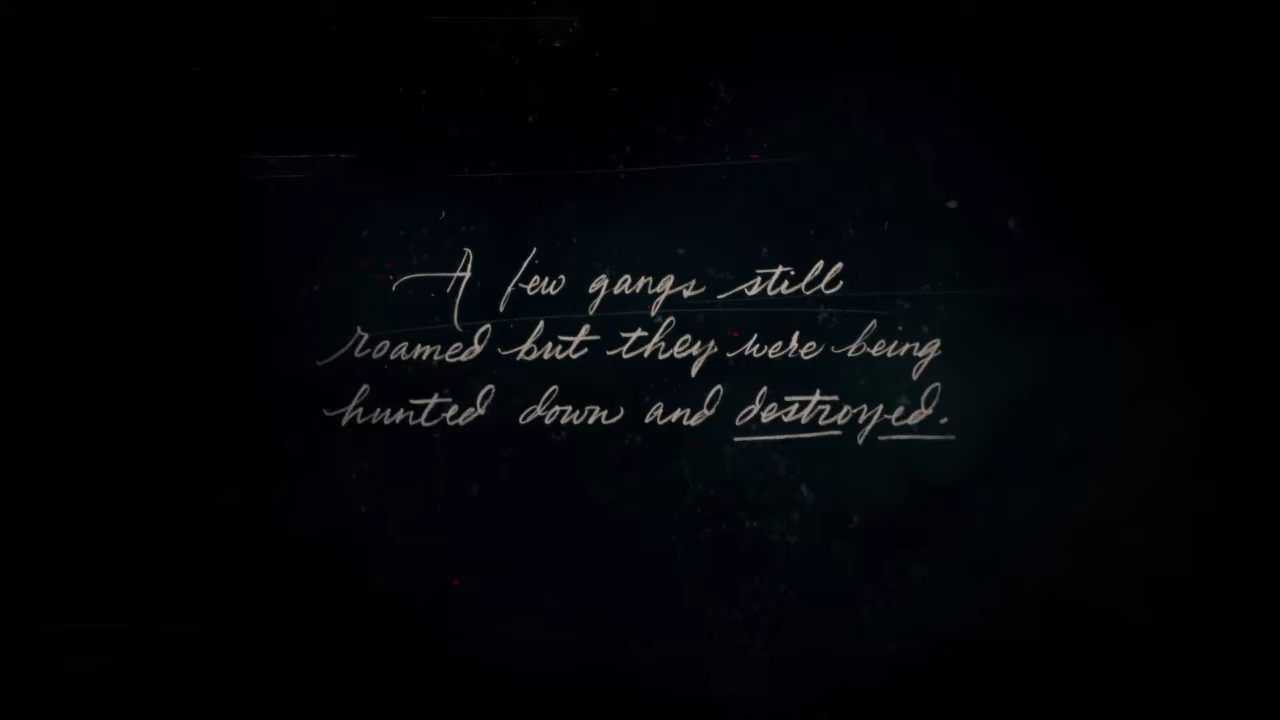 A few gangs still
roamed but they were being
hunted down and destroyed.